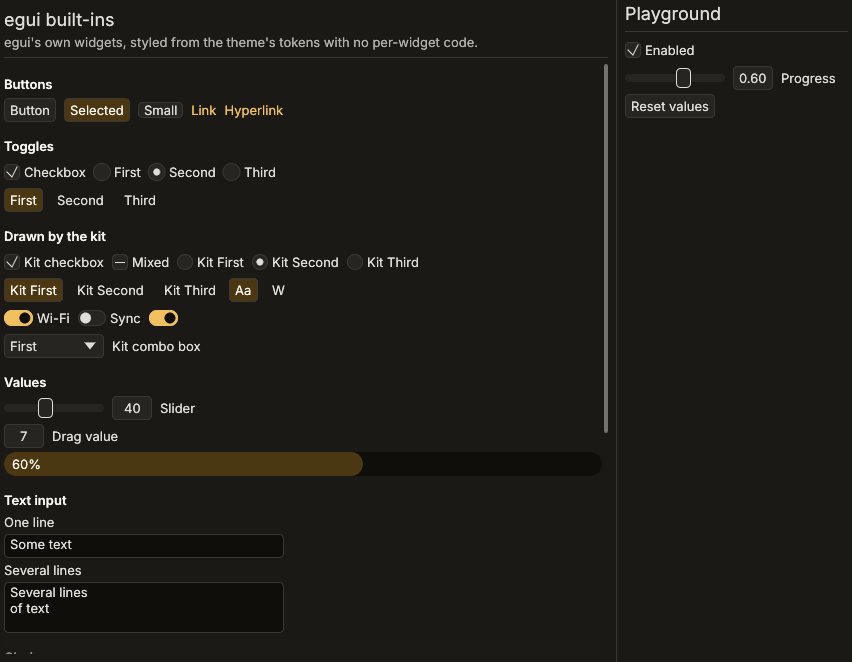 egui built-ins
egui's own widgets, styled from the theme's tokens with no per-widget code.
Buttons
Button Selected Small Link Hyperlink
Toggles
Checkbox First Second Third
First Second Third
Drawn by the kit
Kit checkbox Mixed Kit First Kit Second Kit Third
Kit First Kit Second Kit Third Aa W
Wi-Fi Sync
First Kit combo box
Values
40 Slider
7 Drag value
60%
Text input
One line
Some text
Several lines
Several lines
of text
Playground
Enabled
0.60 Progress
Reset values